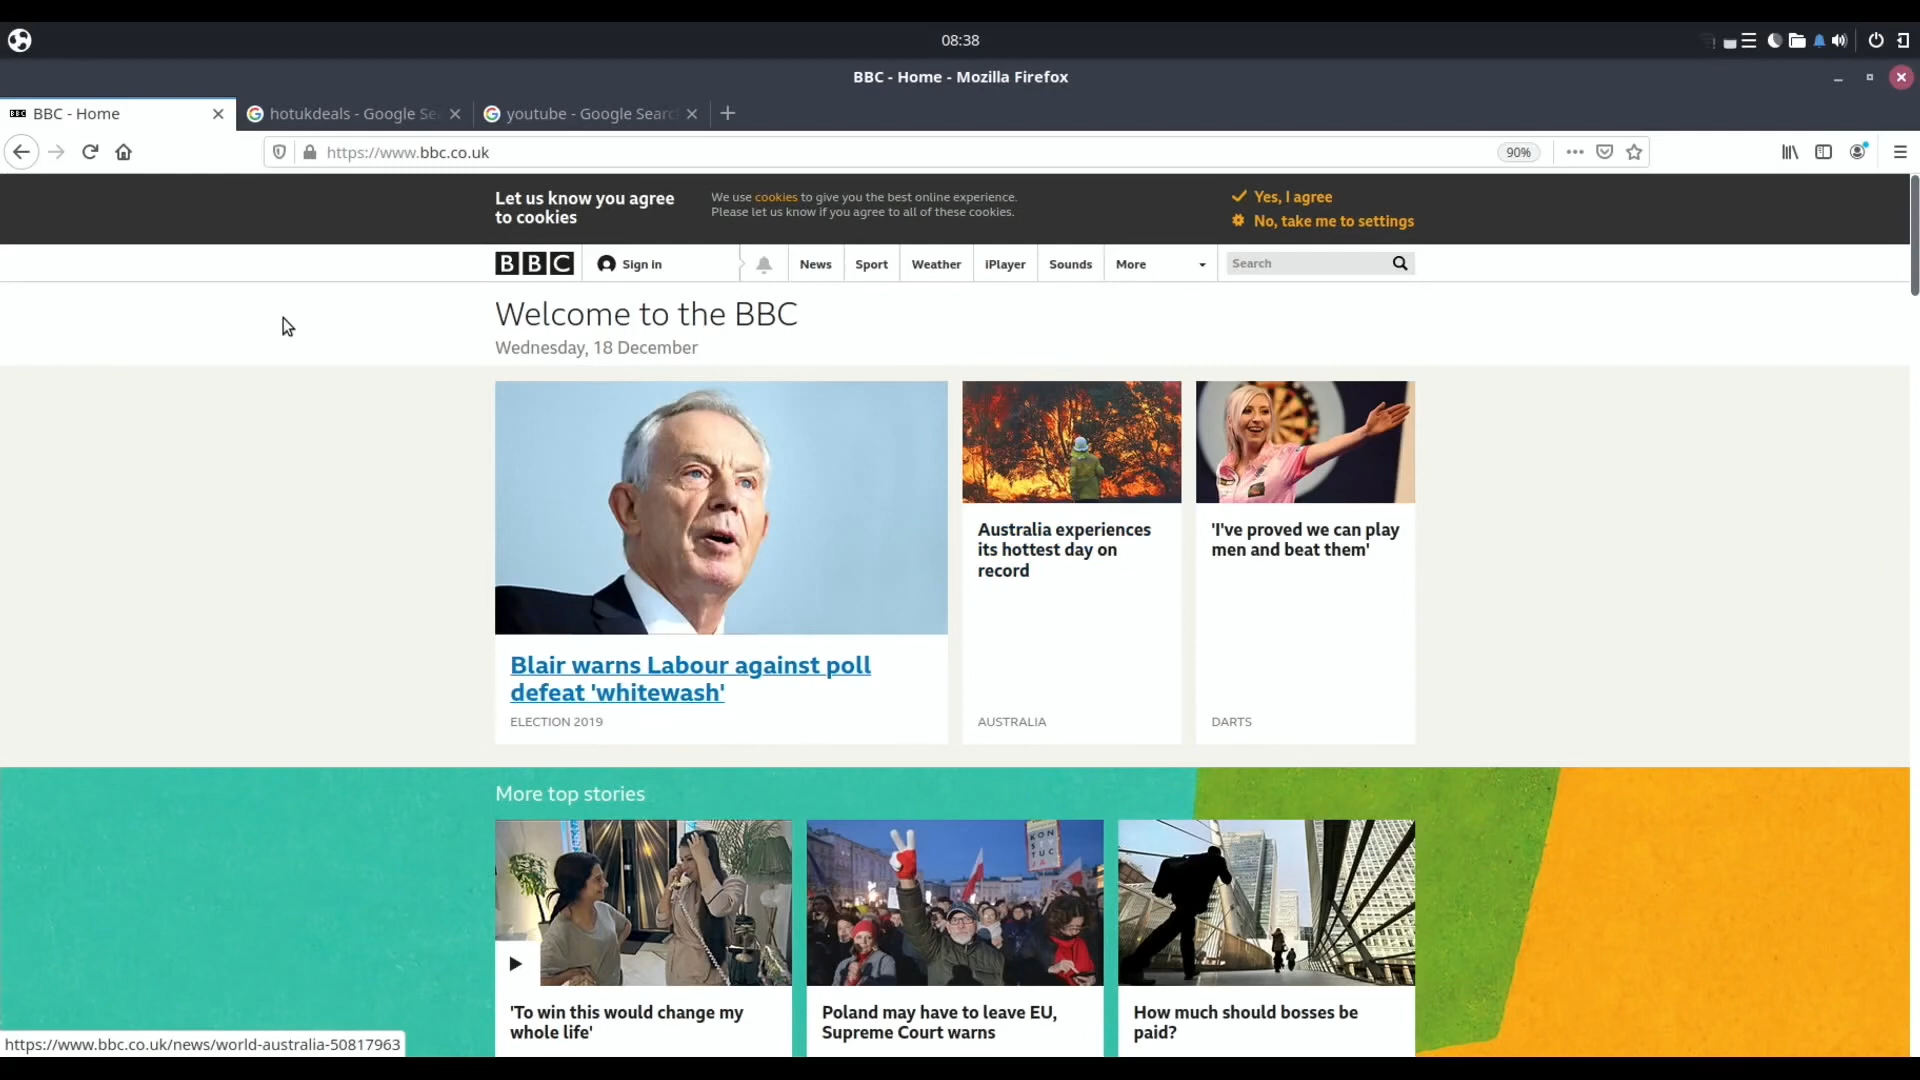 08:38
BBC - Home - Mozilla Firefox
BBC - Home
hotukdeals - Google Se
youtube - Google Searc
https://www.bbc.co.uk
90%
Let us know you agree
to cookies
We use cookies to give you the best online experience.
Please let us know if you agree to all of these cookies.
Yes, I agree
No, take me to settings
BBC
Sign in
News
Sport
Weather
iPlayer
Sounds
More
Search
Welcome to the BBC
Wednesday, 18 December
Blair warns Labour against poll
defeat 'whitewash'
ELECTION 2019
Australia experiences
its hottest day on
record
AUSTRALIA
'I've proved we can play
men and beat them'
DARTS
More top stories
KON
STUC
JA
'To win this would change my
whole life'
Poland may have to leave EU,
Supreme Court warns
How much should bosses be
paid?
https://www.bbc.co.uk/news/world-australia-50817963